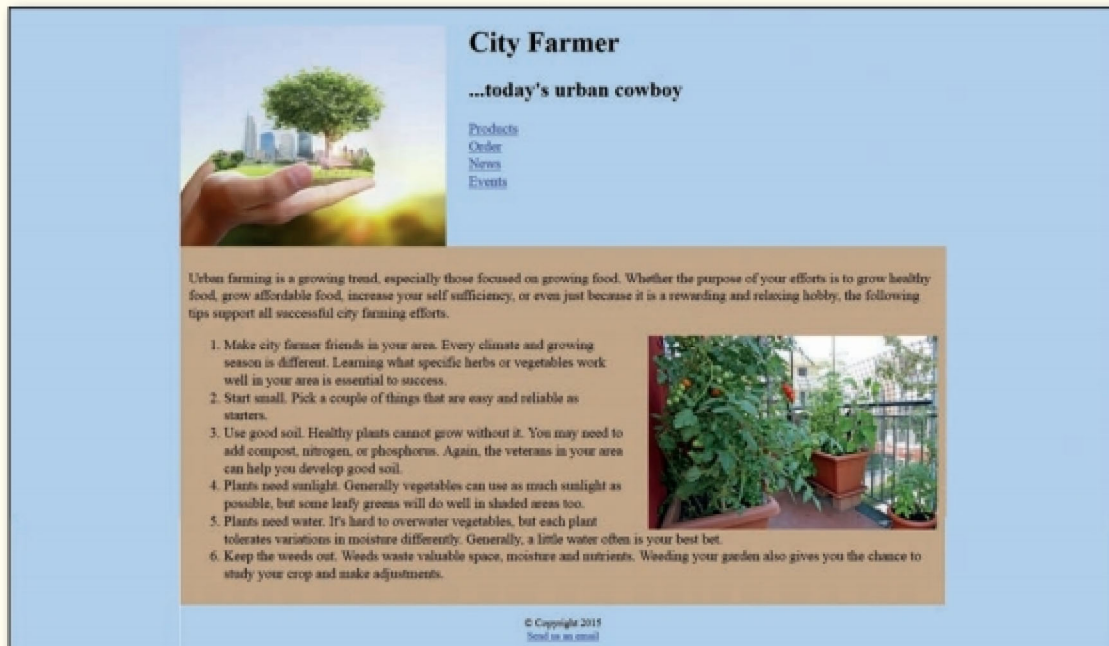 City Farmer
...today's urban cowboy
Products
Order
News
Events
Urban farming is a growing trend, especially those focused on growing food. Whether the purpose of your efforts is to grow healthy
food, grow affordable food, increase your self sufficiency, or even just because it is a rewarding and relaxing hobby, the following
tips support all successful city farming efforts.
1. Make city farmer friends in your area. Every climate and growing
season is different. Learning what specific herbs or vegetables work
well in your area is essential to success.
2. Start small. Pick a couple of things that are easy and reliable as
starters.
3. Use good soil. Healthy plants cannot grow without it. You may need to
add compost, nitrogen, or phosphorus. Again, the veterans in your area
can help you develop good soil.
4. Plants need sunlight. Generally vegetables can use as much sunlight as
possible, but some leafy greens will do well in shaded areas too.
5. Plants need water. It's hard to overwater vegetables, but each plant
tolerates variations in moisture differently. Generally, a little water often is your best bet.
6. Keep the weeds out. Weeds waste valuable space, moisture and nutrients. Weeding your garden also gives you the chance to
study your crop and make adjustments.
© Copyright 2015
Send us an email